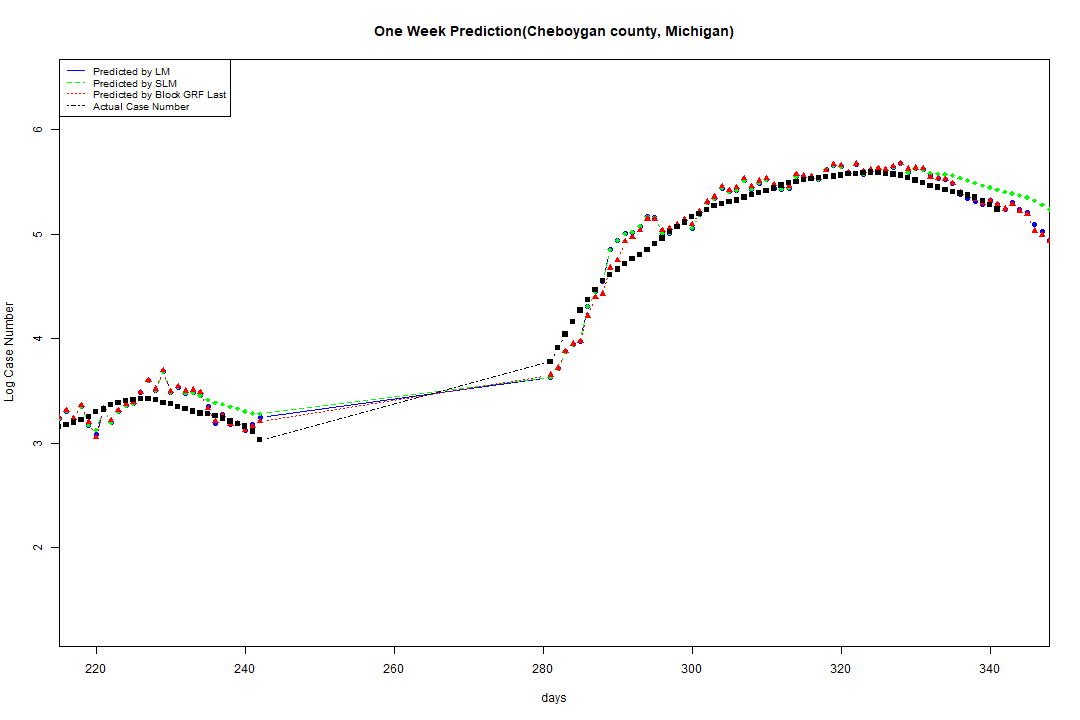 One Week Prediction(Cheboygan county, Michigan)
Predicted by LM
Predicted by SLM
Predicted by Block GRF Last
Actual Case Number
6
5
4
3
2
Log Case Number
220 240 260 280 300 320 340
days